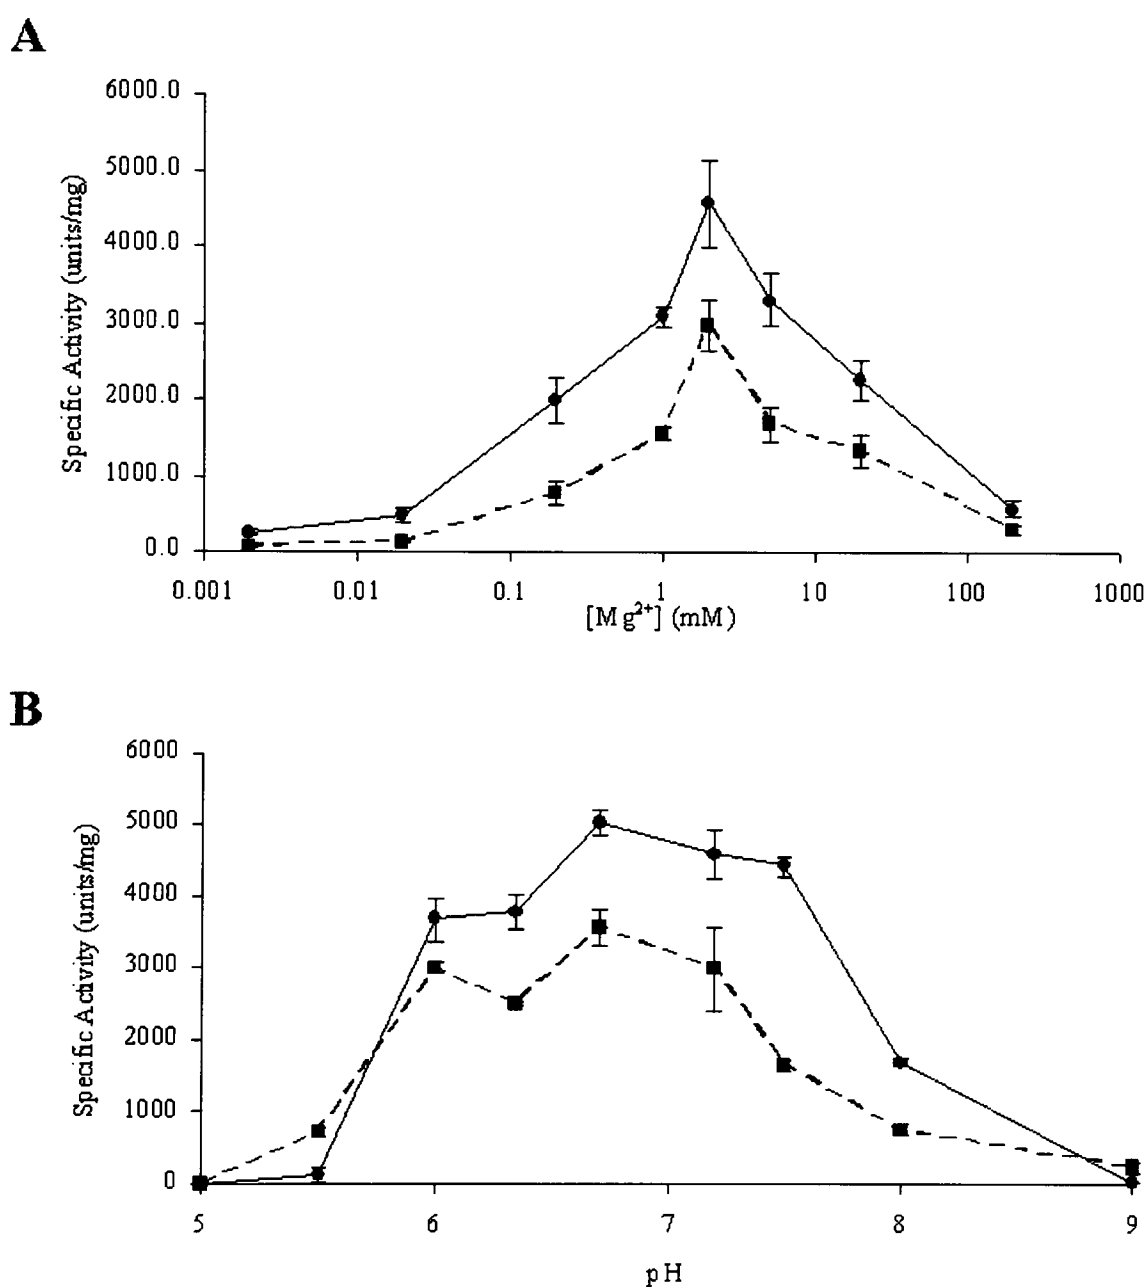 A
6000.0
5000.0
4000.0
3000.0
2000.0
1000.0
0.0
Specific Activity (units/mg)
0.001 0.01 0.1 1 10 100 1000
[Mg²⁺] (mM)
B
6000
5000
4000
3000
2000
1000
0
Specific Activity (units/mg)
5 6 7 8 9
pH